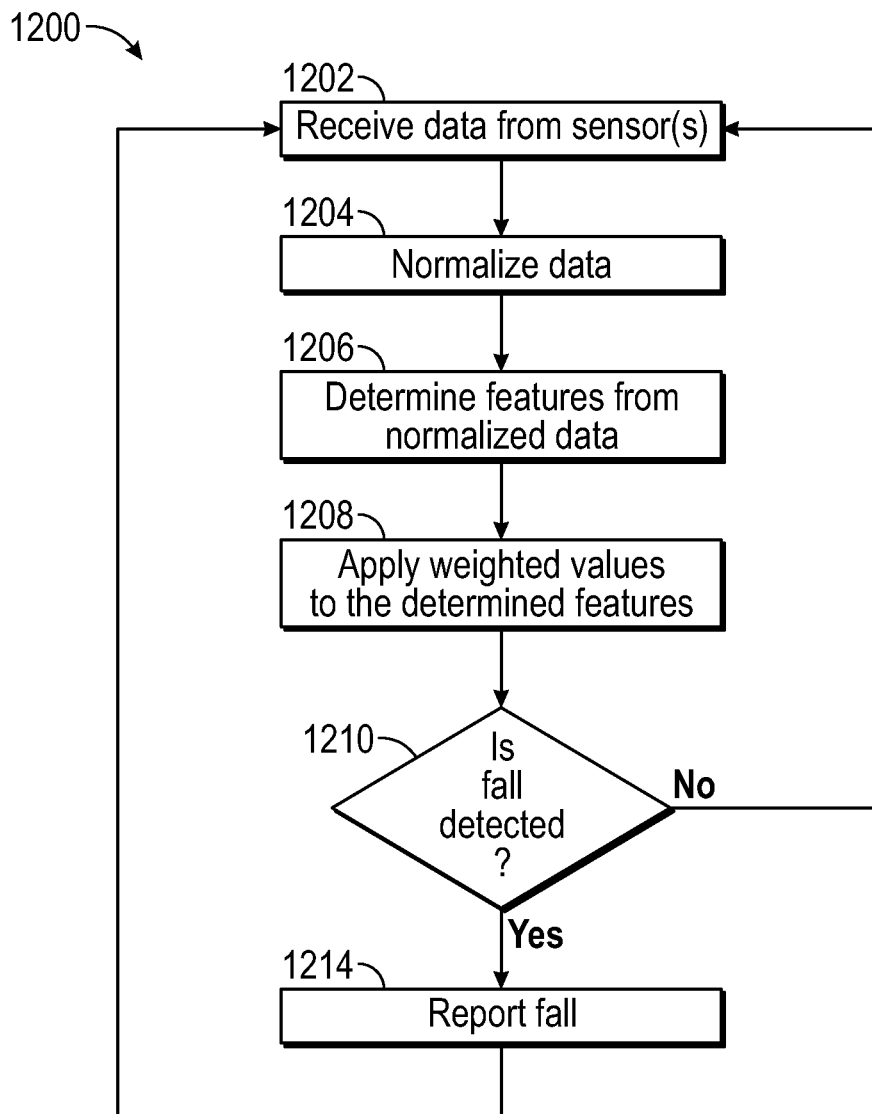 1200
1202
Receive data from sensor(s)
1204
Normalize data
1206
Determine features from
normalized data
1208
Apply weighted values
to the determined features
1210
Is
fall
detected
?
No
Yes
1214
Report fall